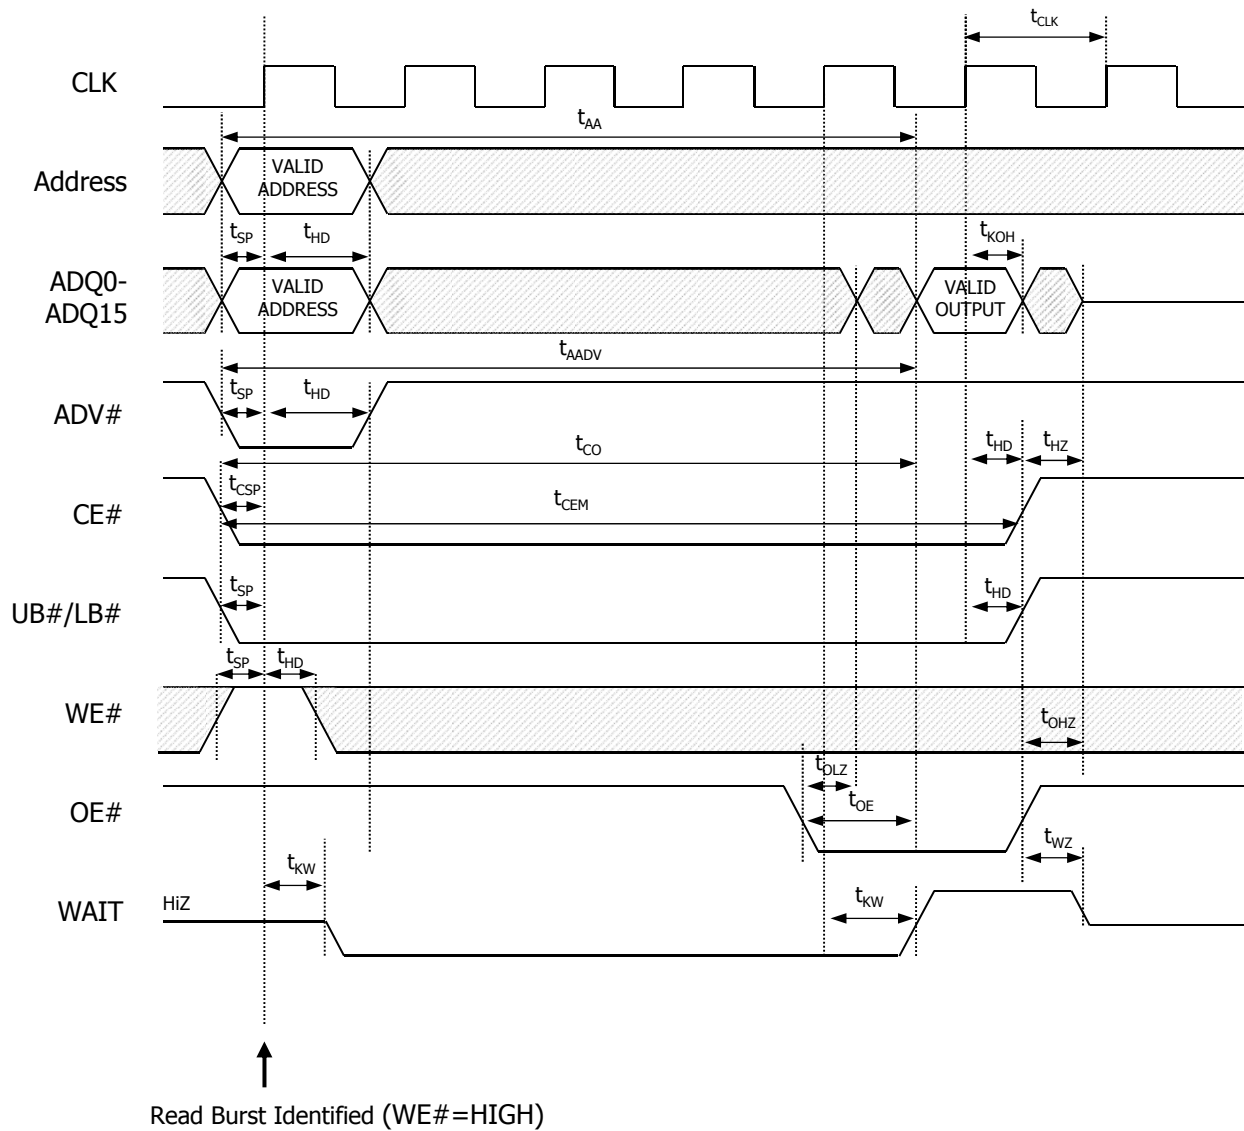 tCLK
CLK
tAA
Address
VALID
ADDRESS
tSP
tHD
tKOH
ADQ0-
ADQ15
VALID
ADDRESS
VALID
OUTPUT
tAADV
ADV#
tSP
tHD
tCO
tHD
tHZ
CE#
tCSP
tCEM
UB#/LB#
tSP
tHD
tSP
tHD
WE#
tOHZ
tOLZ
OE#
tOE
tKW
tWZ
WAIT
HiZ
tKW
Read Burst Identified (WE#=HIGH)